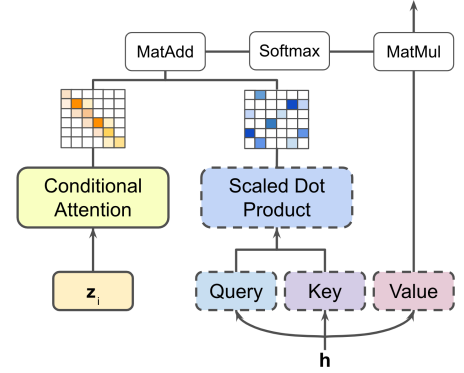 MatAdd
Softmax
MatMul
Conditional
Attention
Scaled Dot
Product
z i
Query
Key
Value
h